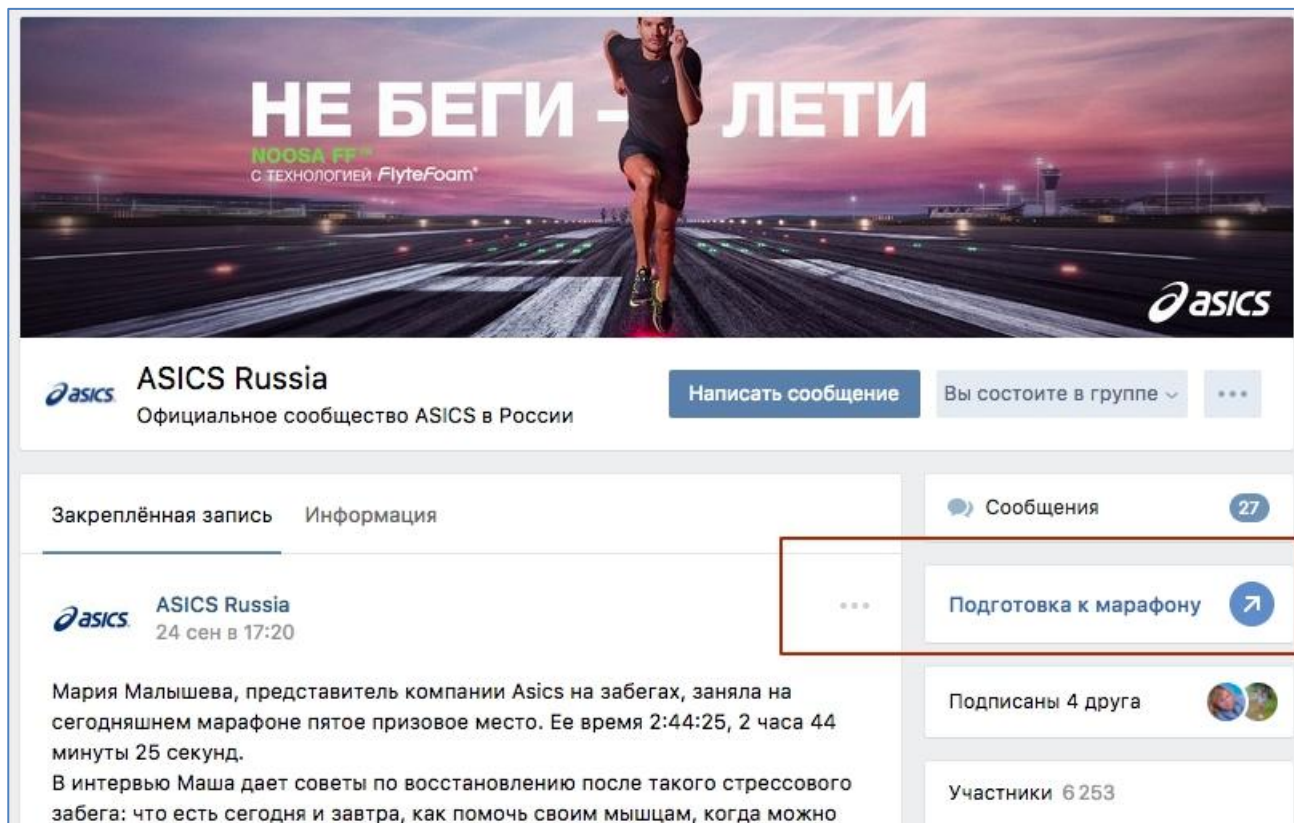 НЕ БЕГИ - ЛЕТИ
NOOSA FF™
С ТЕХНОЛОГИЕЙ FlyteFoam®
asics
asics
ASICS Russia
Официальное сообщество ASICS в России
Написать сообщение
Вы состоите в группе
Закреплённая запись Информация
asics
ASICS Russia
24 сен в 17:20
Мария Малышева, представитель компании Asics на забегах, заняла на
сегодняшнем марафоне пятое призовое место. Ее время 2:44:25, 2 часа 44
минуты 25 секунд.
В интервью Маша дает советы по восстановлению после такого стрессового
забега: что есть сегодня и завтра, как помочь своим мышцам, когда можно
Сообщения 27
Подготовка к марафону
Подписаны 4 друга
Участники 6 253